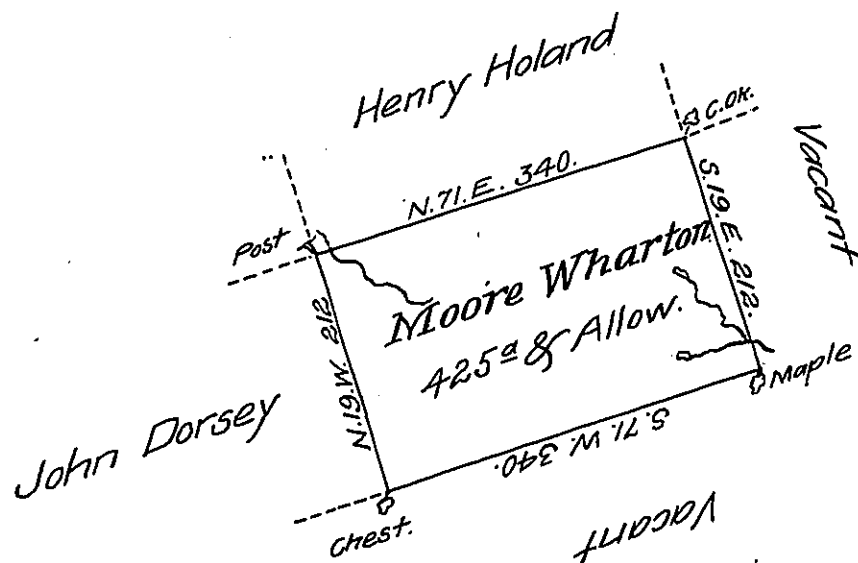 Henry Holand
C.OK.
Vacant
N.71.E. 340.
S.19.E. 212.
Post
Moore Wharton
425ª & Allow.
N.19.W. 212
Maple
John Dorsey
S.71.W. 340.
Chest.
Vacant